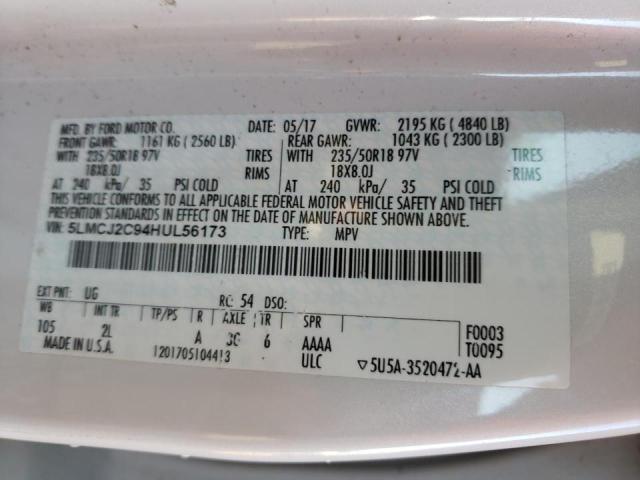 MFD. BY FORD MOTOR CO. DATE: 05/17 GVWR: 2195 KG ( 4840 LB)
FRONT GAWR: 1161 KG ( 2560 LB) REAR GAWR: 1043 KG ( 2300 LB)
WITH 235/50R18 97V TIRES WITH 235/50R18 97V TIRES
18X8.0J RIMS 18X8.0J RIMS
AT 240 kPa/ 35 PSI COLD AT 240 kPa/ 35 PSI COLD
THIS VEHICLE CONFORMS TO ALL APPLICABLE FEDERAL MOTOR VEHICLE SAFETY AND THEFT
PREVENTION STANDARDS IN EFFECT ON THE DATE OF MANUFACTURE SHOWN ABOVE.
VIN: 5LMCJ2C94HUL56173 TYPE: MPV
EXT PNT: UG RC: 54 DSO:
WB INT TR TP/PS R AXLE TR SPR F0003
105 2L A 3G 6 AAAA T0095
MADE IN U.S.A. 1201705104413 ULC ▽5U5A-3520472-AA